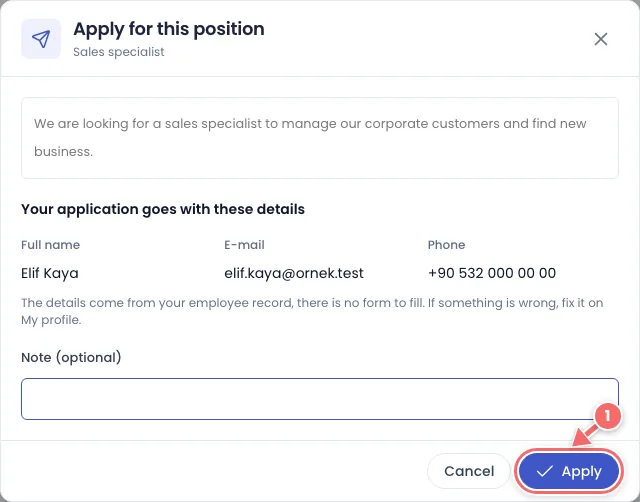 Apply for this position
Sales specialist
We are looking for a sales specialist to manage our corporate customers and find new
business.
Your application goes with these details
Full name E-mail Phone
Elif Kaya elif.kaya@ornek.test +90 532 000 00 00
The details come from your employee record, there is no form to fill. If something is wrong, fix it on
My profile.
Note (optional)
1
Cancel Apply